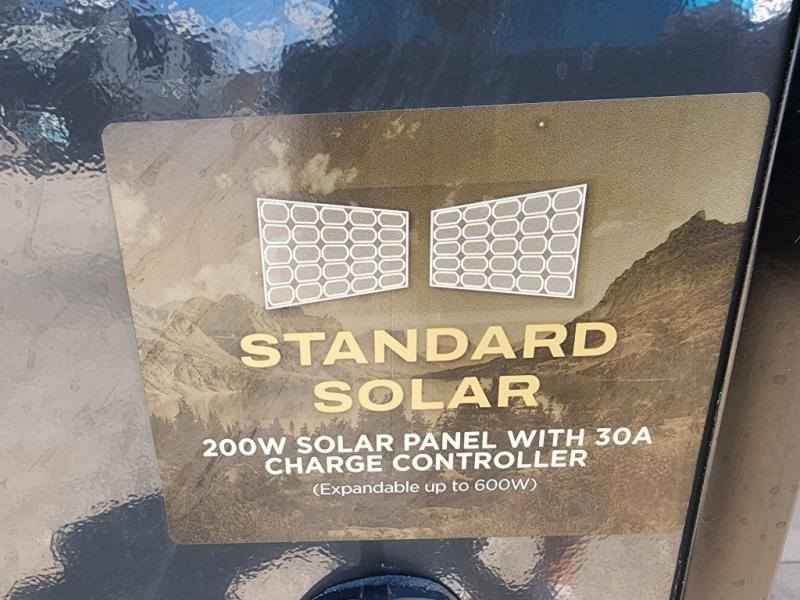 STANDARD
SOLAR
200W SOLAR PANEL WITH 30A
CHARGE CONTROLLER
(Expandable up to 600W)